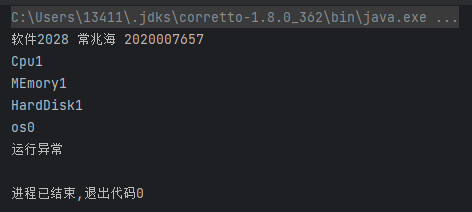 C:\Users\13411\.jdks\corretto-1.8.0_362\bin\java.exe ...
软件2028 常兆海 2020007657
Cpu1
MEmory1
HardDisk1
os0
运行异常
进程已结束,退出代码0